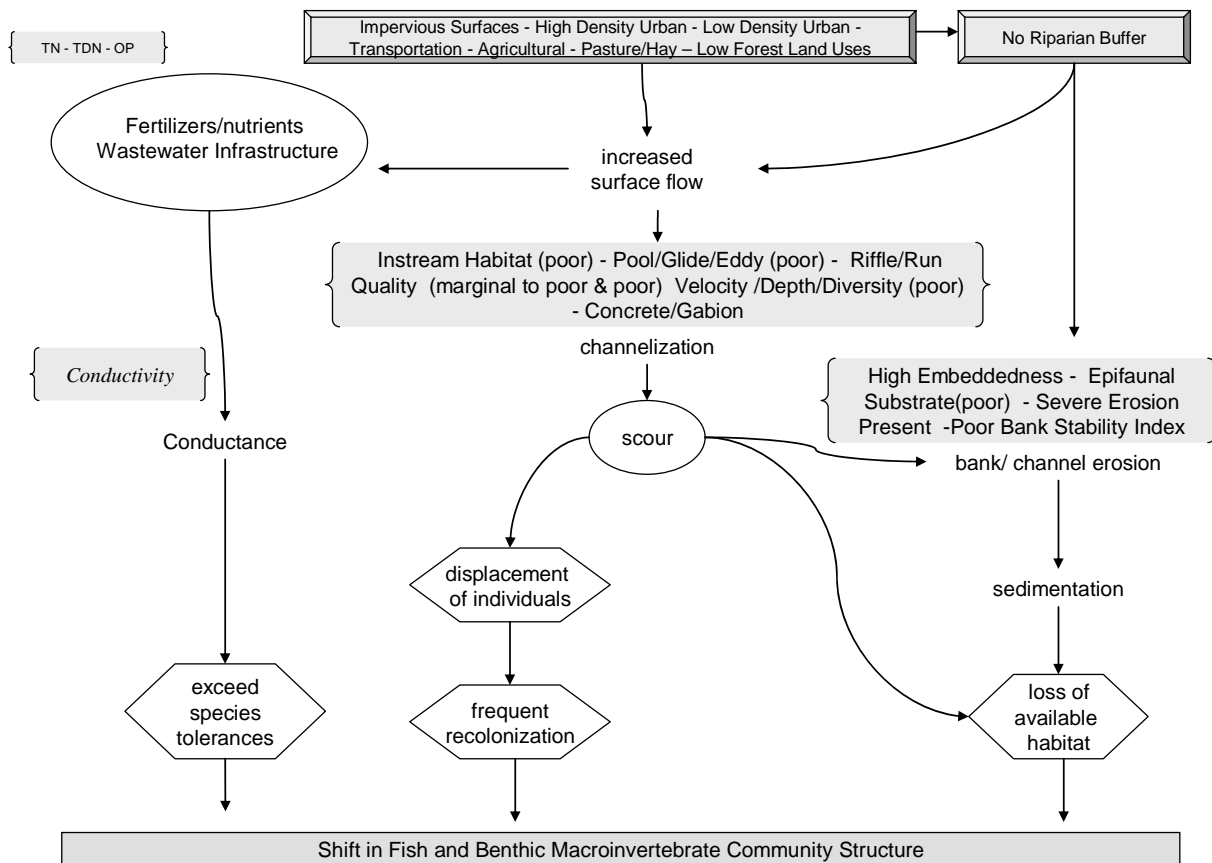 Impervious Surfaces - High Density Urban - Low Density Urban -
Transportation - Agricultural - Pasture/Hay – Low Forest Land Uses
No Riparian Buffer
TN - TDN - OP
Fertilizers/nutrients
Wastewater Infrastructure
increased
surface flow
Instream Habitat (poor) - Pool/Glide/Eddy (poor) - Riffle/Run
Quality (marginal to poor & poor) Velocity /Depth/Diversity (poor)
- Concrete/Gabion
channelization
Conductivity
High Embeddedness - Epifaunal
Substrate(poor) - Severe Erosion
Present -Poor Bank Stability Index
Conductance
scour
bank/ channel erosion
displacement
of individuals
sedimentation
exceed
species
tolerances
frequent
recolonization
loss of
available
habitat
Shift in Fish and Benthic Macroinvertebrate Community Structure